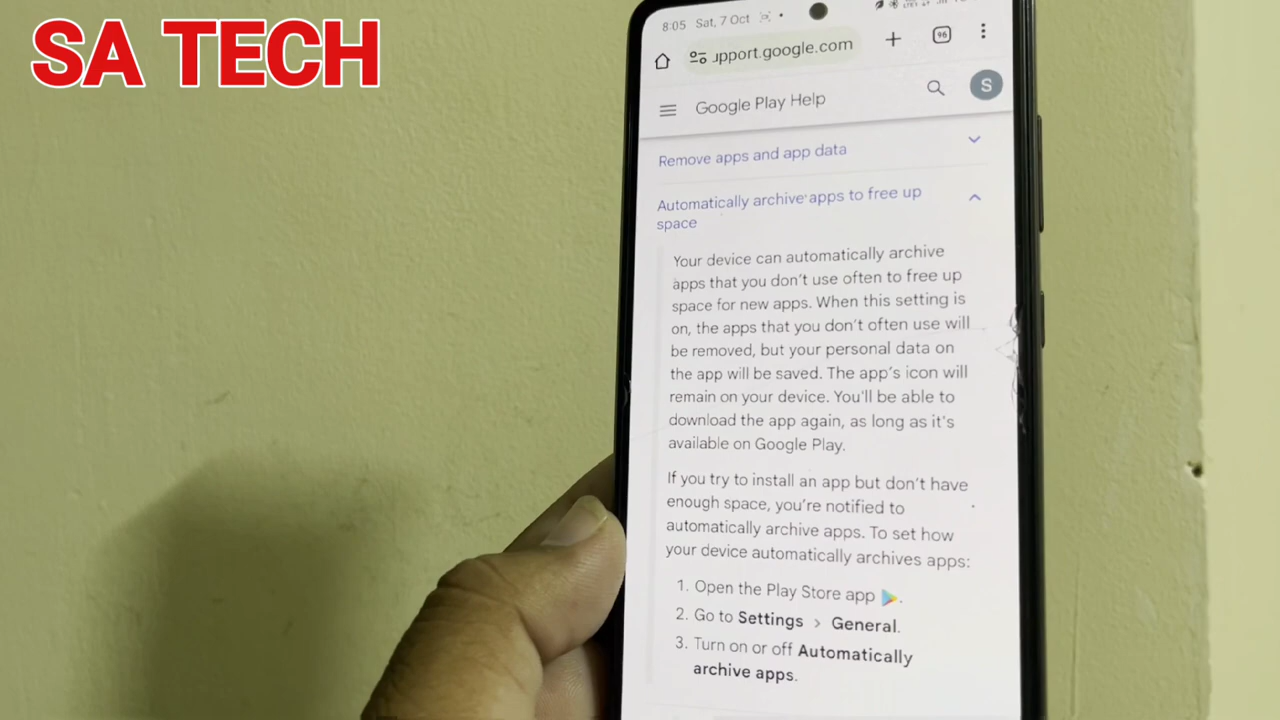 SA TECH
8:05 Sat, 7 Oct
upport.google.com
96
Google Play Help
S
Remove apps and app data
Automatically archive apps to free up
space
Your device can automatically archive
apps that you don't use often to free up
space for new apps. When this setting is
on, the apps that you don't often use will
be removed, but your personal data on
the app will be saved. The app's icon will
remain on your device. You'll be able to
download the app again, as long as it's
available on Google Play.
If you try to install an app but don't have
enough space, you're notified to
automatically archive apps. To set how
your device automatically archives apps:
1. Open the Play Store app .
2. Go to Settings > General.
3. Turn on or off Automatically
archive apps.